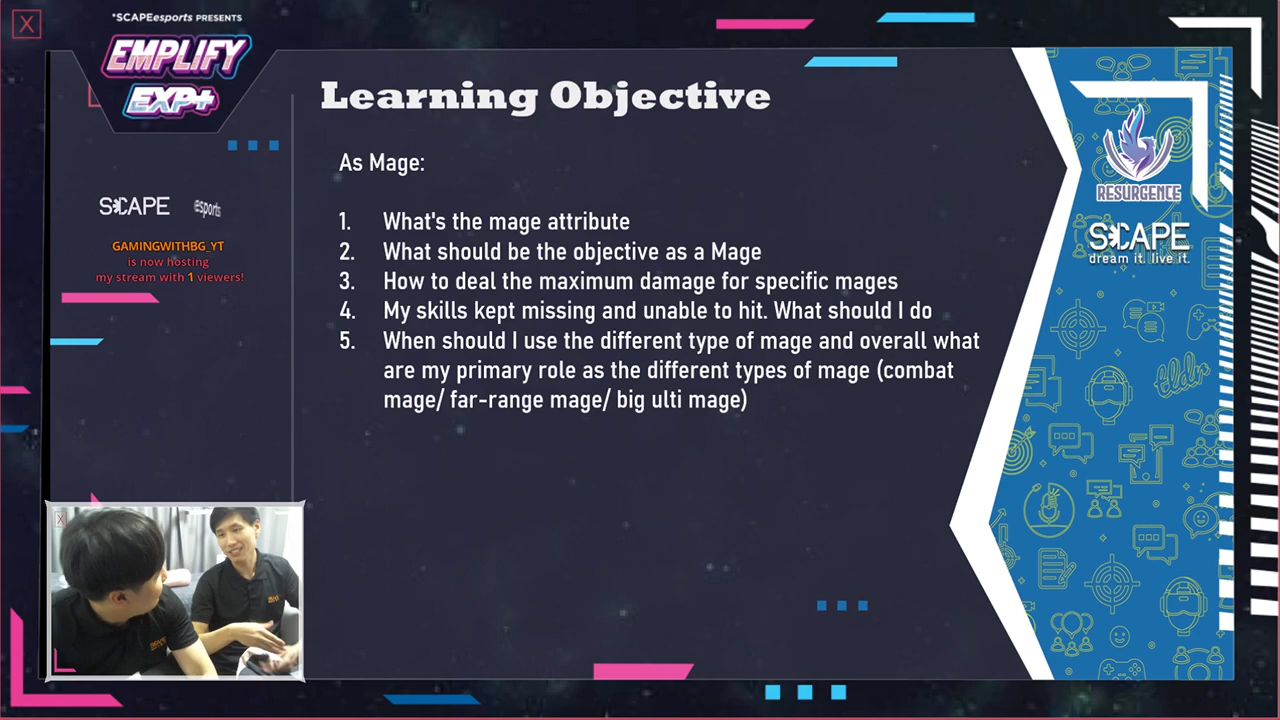 *SCAPEesports PRESENTS
EMPLIFY
EXP+
Learning Objective
As Mage:
1. What's the mage attribute
2. What should be the objective as a Mage
3. How to deal the maximum damage for specific mages
4. My skills kept missing and unable to hit. What should I do
5. When should I use the different type of mage and overall what
are my primary role as the different types of mage (combat
mage/ far-range mage/ big ulti mage)
S*CAPE esports
GAMINGWITHBG_YT
is now hosting
my stream with 1 viewers!
RESURGENCE
S*CAPE
dream it. live it.